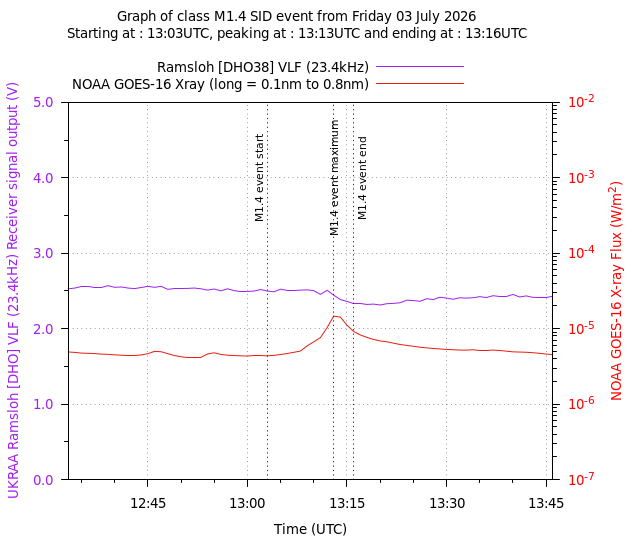 Graph of class M1.4 SID event from Friday 03 July 2026
Starting at : 13:03UTC, peaking at : 13:13UTC and ending at : 13:16UTC
Ramsloh [DHO38] VLF (23.4kHz)
NOAA GOES-16 Xray (long = 0.1nm to 0.8nm)
UKRAA Ramsloh [DHO] VLF (23.4kHz) Receiver signal output (V)
5.0
4.0
3.0
2.0
1.0
0.0
M1.4 event start
M1.4 event maximum
M1.4 event end
10-2
10-3
10-4
10-5
10-6
10-7
NOAA GOES-16 X-ray Flux (W/m2)
12:45
13:00
13:15
13:30
13:45
Time (UTC)